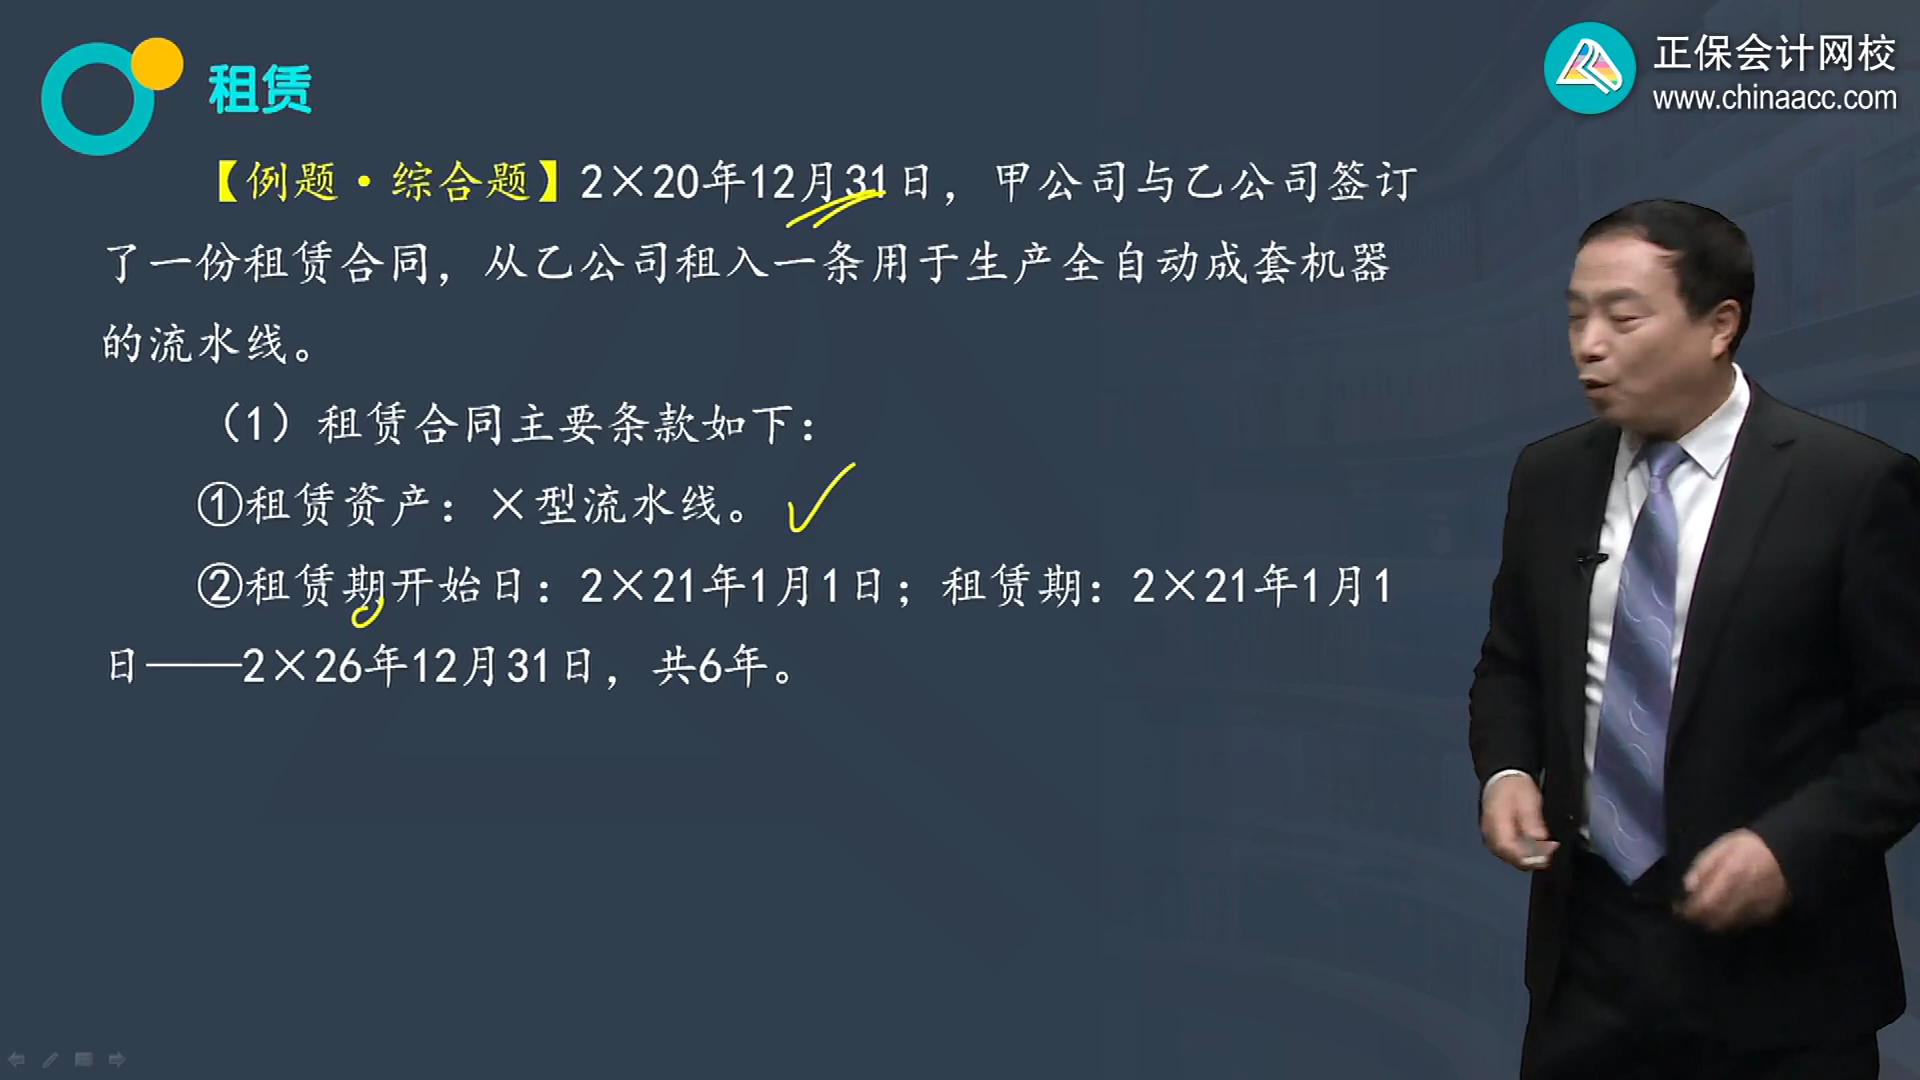 租赁
正保会计网校
www.chinaacc.com
【例题·综合题】2×20年12月31日，甲公司与乙公司签订
了一份租赁合同，从乙公司租入一条用于生产全自动成套机器
的流水线。
（1）租赁合同主要条款如下：
①租赁资产：×型流水线。
②租赁期开始日：2×21年1月1日；租赁期：2×21年1月1
日——2×26年12月31日，共6年。